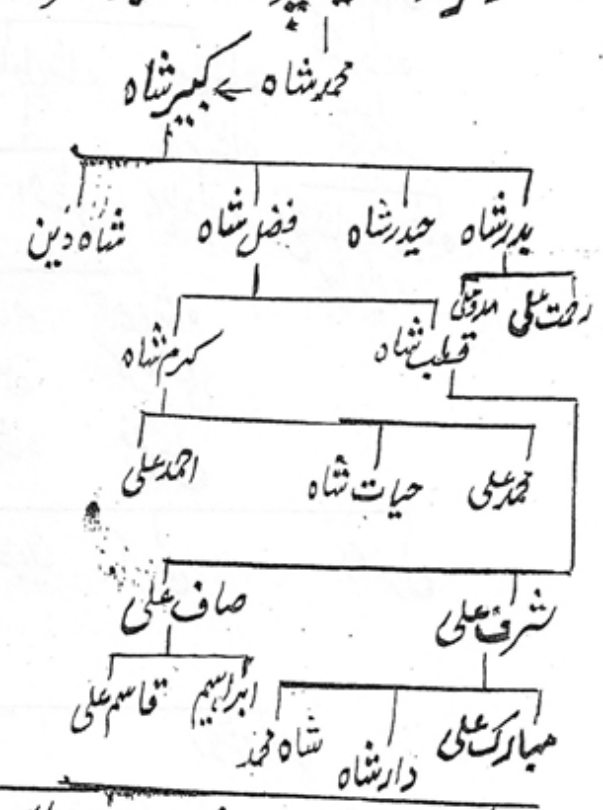 محمد شاہ ← کبیر شاہ
بدر شاہ حیدر شاہ فضل شاہ شاہ دین
رحمت علی
قطب شاہ کرم شاہ
محمد علی حیات شاہ احمد علی
شرف علی صاف علی
مبارک علی دار شاہ شاہ محمد ابراہیم قاسم علی